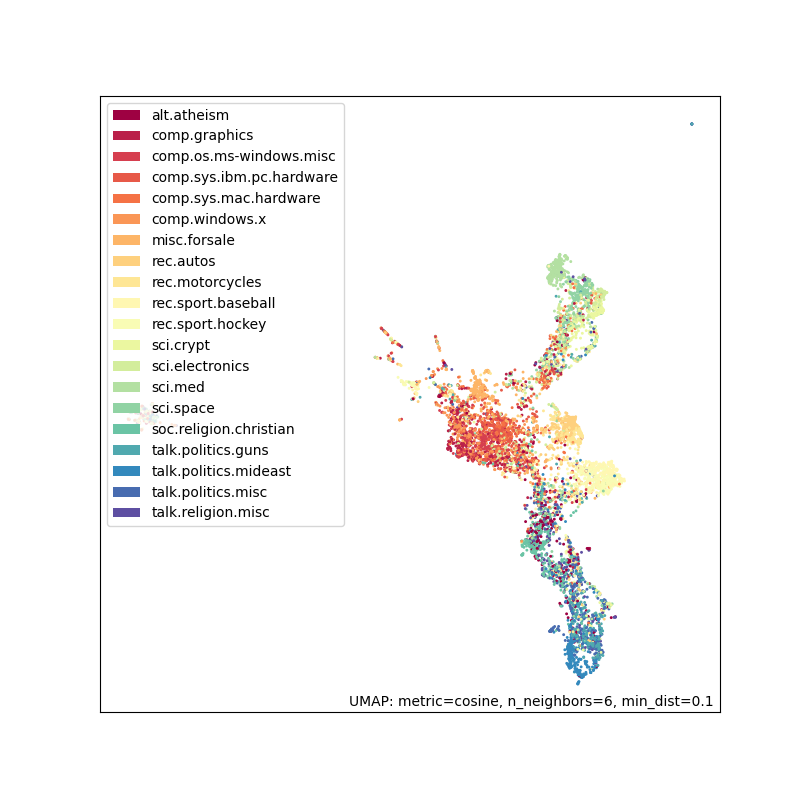 alt.atheism
comp.graphics
comp.os.ms-windows.misc
comp.sys.ibm.pc.hardware
comp.sys.mac.hardware
comp.windows.x
misc.forsale
rec.autos
rec.motorcycles
rec.sport.baseball
rec.sport.hockey
sci.crypt
sci.electronics
sci.med
sci.space
soc.religion.christian
talk.politics.guns
talk.politics.mideast
talk.politics.misc
talk.religion.misc
UMAP: metric=cosine, n_neighbors=6, min_dist=0.1